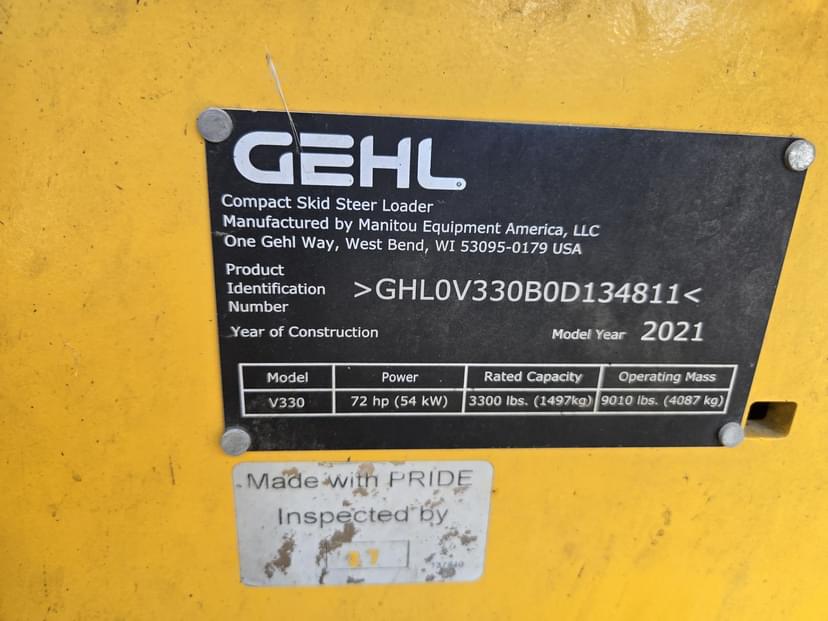 GEHL
Compact Skid Steer Loader
Manufactured by Manitou Equipment America, LLC
One Gehl Way, West Bend, WI 53095-0179 USA
Product
Identification
Number
>GHL0V330B0D134811<
Year of Construction
Model Year 2021
Model Power Rated Capacity Operating Mass
V330 72 hp (54 kW) 3300 lbs. (1497kg) 9010 lbs. (4087 kg)
Made with PRIDE
Inspected by